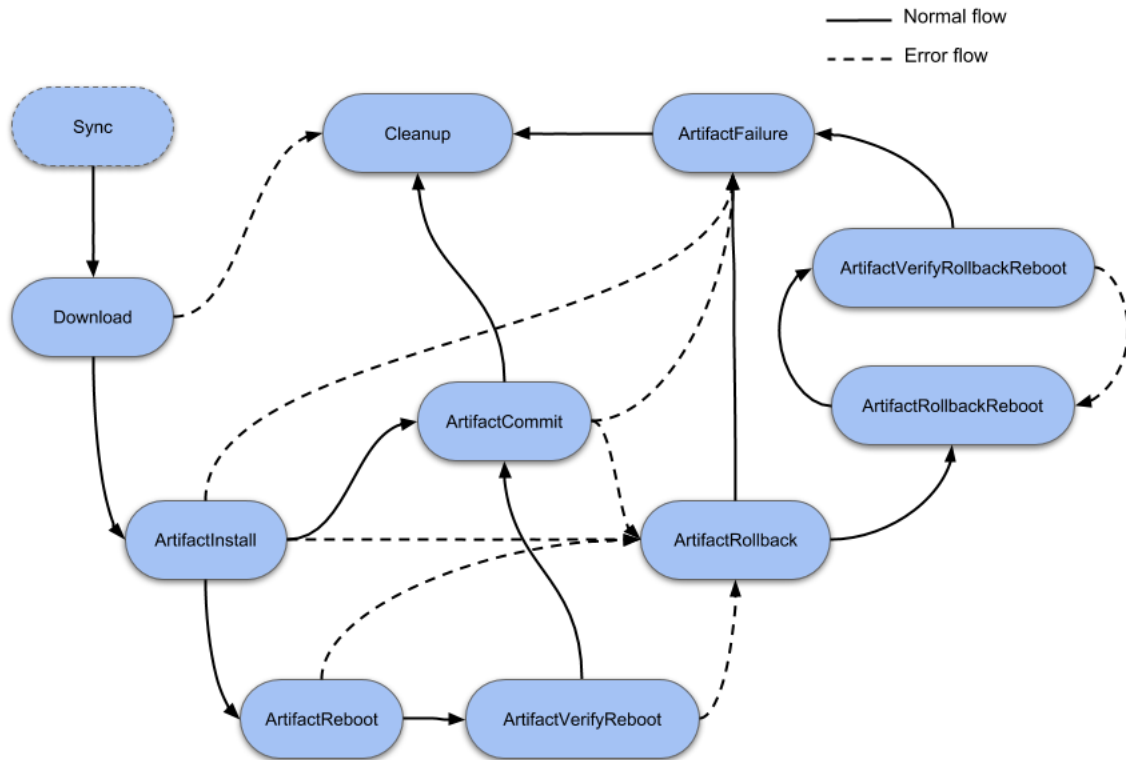 Normal flow
Error flow
Sync
Cleanup
ArtifactFailure
ArtifactVerifyRollbackReboot
Download
ArtifactRollbackReboot
ArtifactCommit
ArtifactInstall
ArtifactRollback
ArtifactReboot
ArtifactVerifyReboot